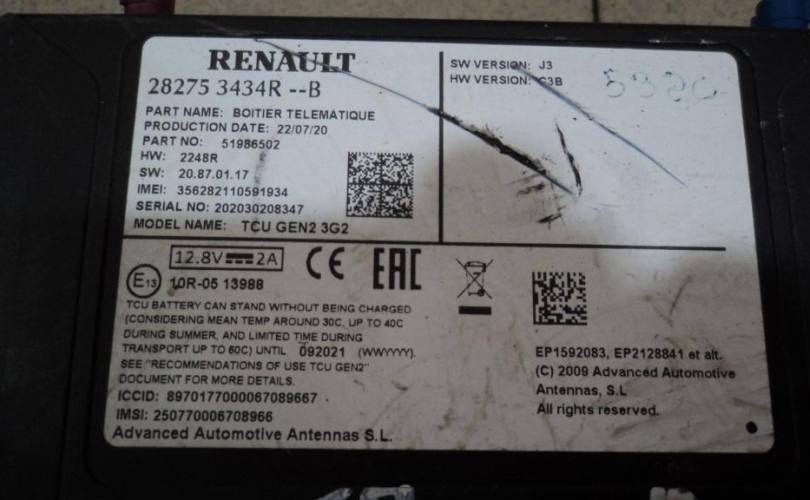 RENAULT
28275 3434R --B
PART NAME: BOITIER TELEMATIQUE
PRODUCTION DATE: 22/07/20
PART NO: 51986502
HW: 2248R
SW: 20.87.01.17
IMEI: 356282110591934
SERIAL NO: 202030208347
MODEL NAME: TCU GEN2 3G2
SW VERSION: J3
HW VERSION: C3B
12.8V 2A
CE
EAC
E13
10R-05 13988
TCU BATTERY CAN STAND WITHOUT BEING CHARGED
(CONSIDERING MEAN TEMP AROUND 30C, UP TO 40C
DURING SUMMER, AND LIMITED TIME DURING
TRANSPORT UP TO 60C) UNTIL 092021 (WWYYYY).
SEE "RECOMMENDATIONS OF USE TCU GEN2"
DOCUMENT FOR MORE DETAILS.
ICCID: 8970177000067089667
IMSI: 250770006708966
Advanced Automotive Antennas S.L.
EP1592083, EP2128841 et alt.
(C) 2009 Advanced Automotive
Antennas, S.L
All rights reserved.